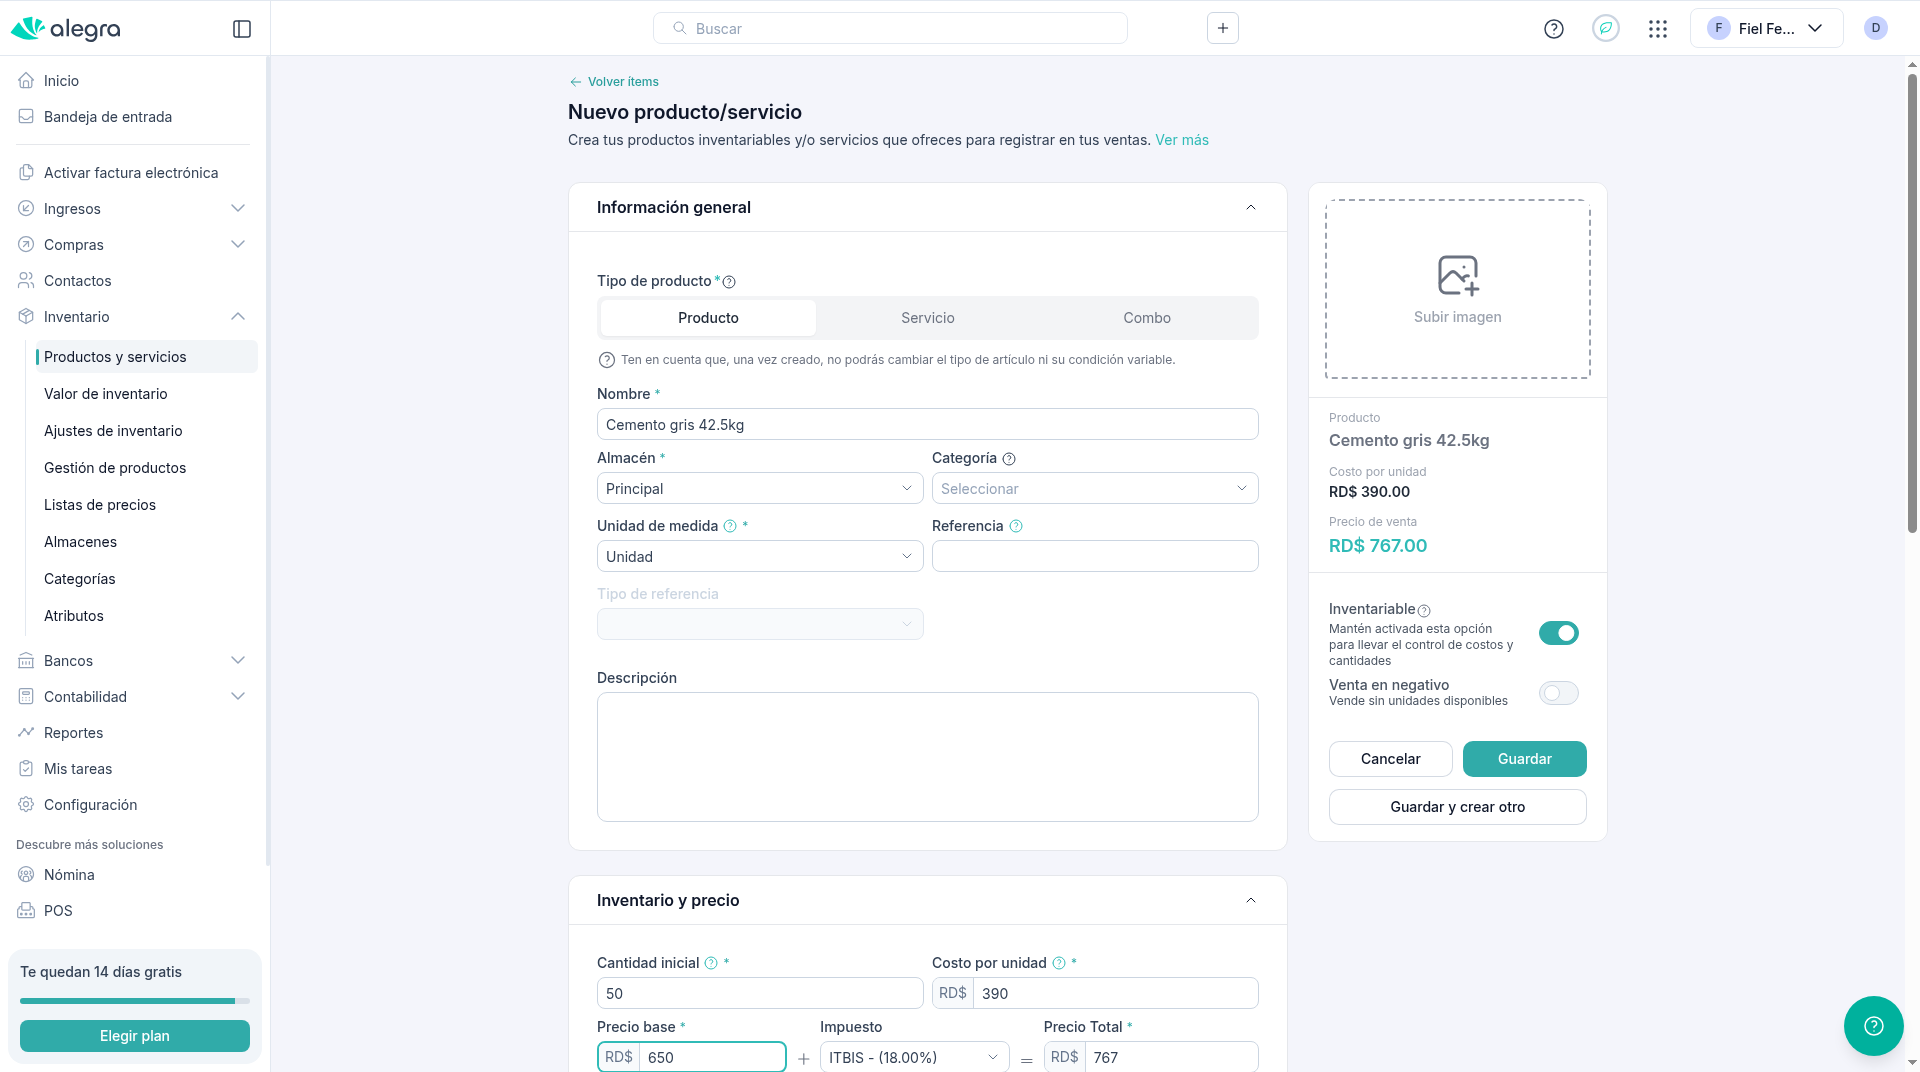 alegra
Buscar
F
Fiel Fe...
D
Inicio
Bandeja de entrada
Activar factura electrónica
Ingresos
Compras
Contactos
Inventario
Productos y servicios
Valor de inventario
Ajustes de inventario
Gestión de productos
Listas de precios
Almacenes
Categorías
Atributos
Bancos
Contabilidad
Reportes
Mis tareas
Configuración
Descubre más soluciones
Nómina
POS
Te quedan 14 días gratis
Elegir plan
Volver ítems
Nuevo producto/servicio
Crea tus productos inventariables y/o servicios que ofreces para registrar en tus ventas. Ver más
Información general
Tipo de producto *
Producto Servicio Combo
Ten en cuenta que, una vez creado, no podrás cambiar el tipo de artículo ni su condición variable.
Nombre *
Cemento gris 42.5kg
Almacén * Categoría
Principal Seleccionar
Unidad de medida * Referencia
Unidad
Tipo de referencia
Descripción
Inventario y precio
Cantidad inicial * Costo por unidad *
50 RD$ 390
Precio base * Impuesto Precio Total *
RD$ 650 + ITBIS - (18.00%) = RD$ 767
Subir imagen
Producto
Cemento gris 42.5kg
Costo por unidad
RD$ 390.00
Precio de venta
RD$ 767.00
Inventariable
Mantén activada esta opción
para llevar el control de costos y
cantidades
Venta en negativo
Vende sin unidades disponibles
Cancelar Guardar
Guardar y crear otro